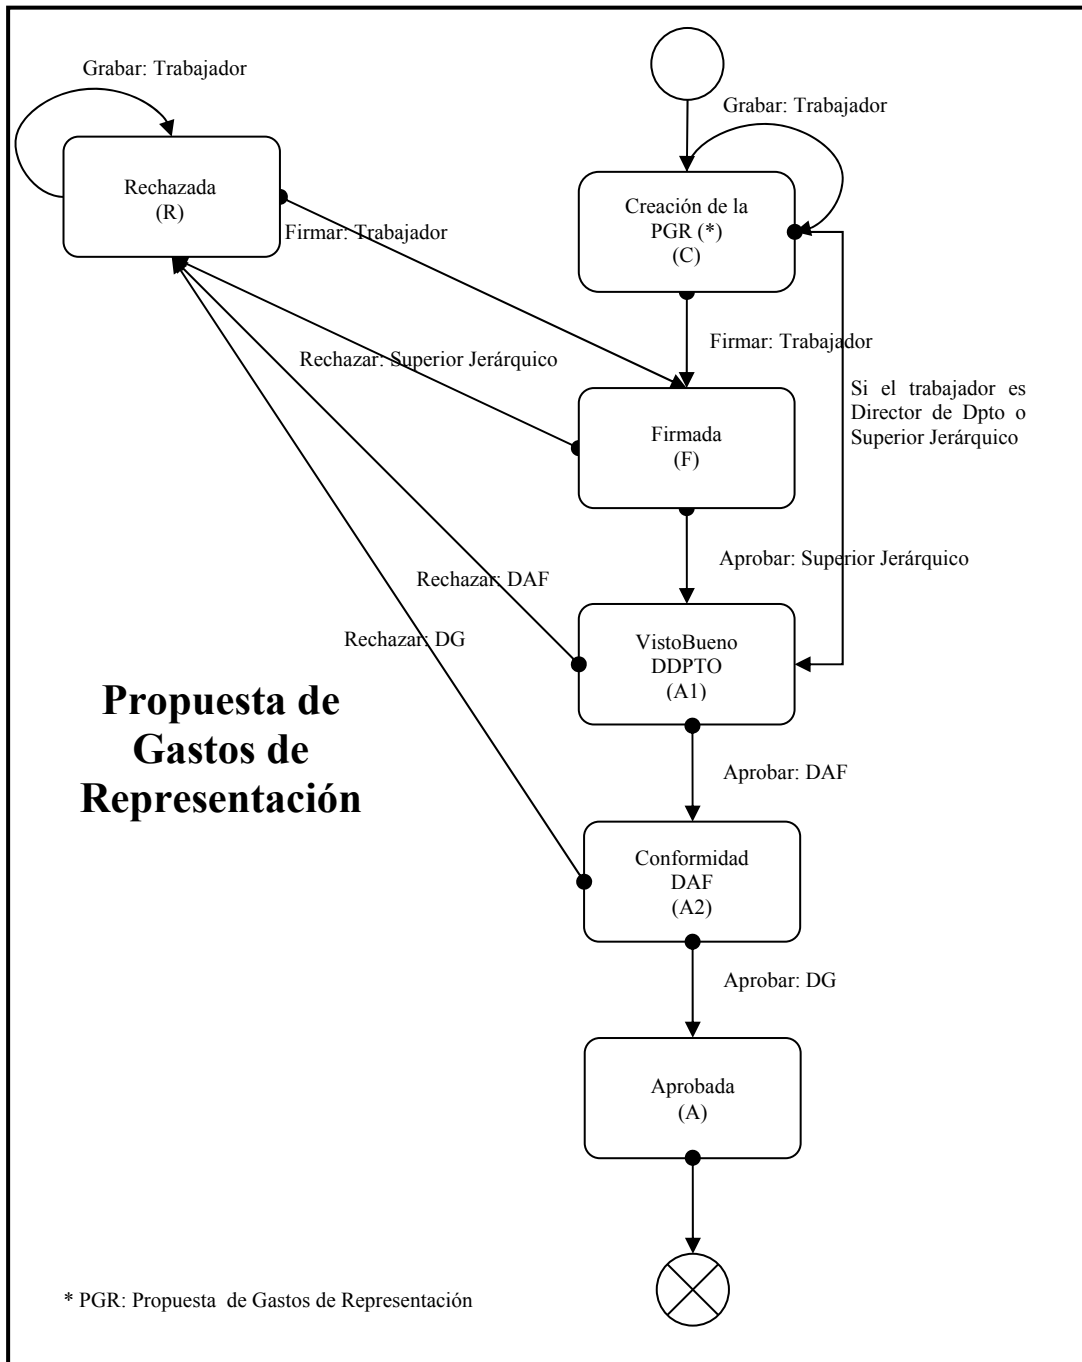 Grabar: Trabajador
Grabar: Trabajador
Rechazada
(R)
Creación de la
PGR (*)
(C)
Firmar: Trabajador
Firmar: Trabajador
Rechazar: Superior Jerárquico
Si el trabajador es
Director de Dpto o
Superior Jerárquico
Firmada
(F)
Aprobar: Superior Jerárquico
Rechazar: DAF
Rechazar: DG
VistoBueno
DDPTO
(A1)
Propuesta de
Gastos de
Representación
Aprobar: DAF
Conformidad
DAF
(A2)
Aprobar: DG
Aprobada
(A)
* PGR: Propuesta de Gastos de Representación